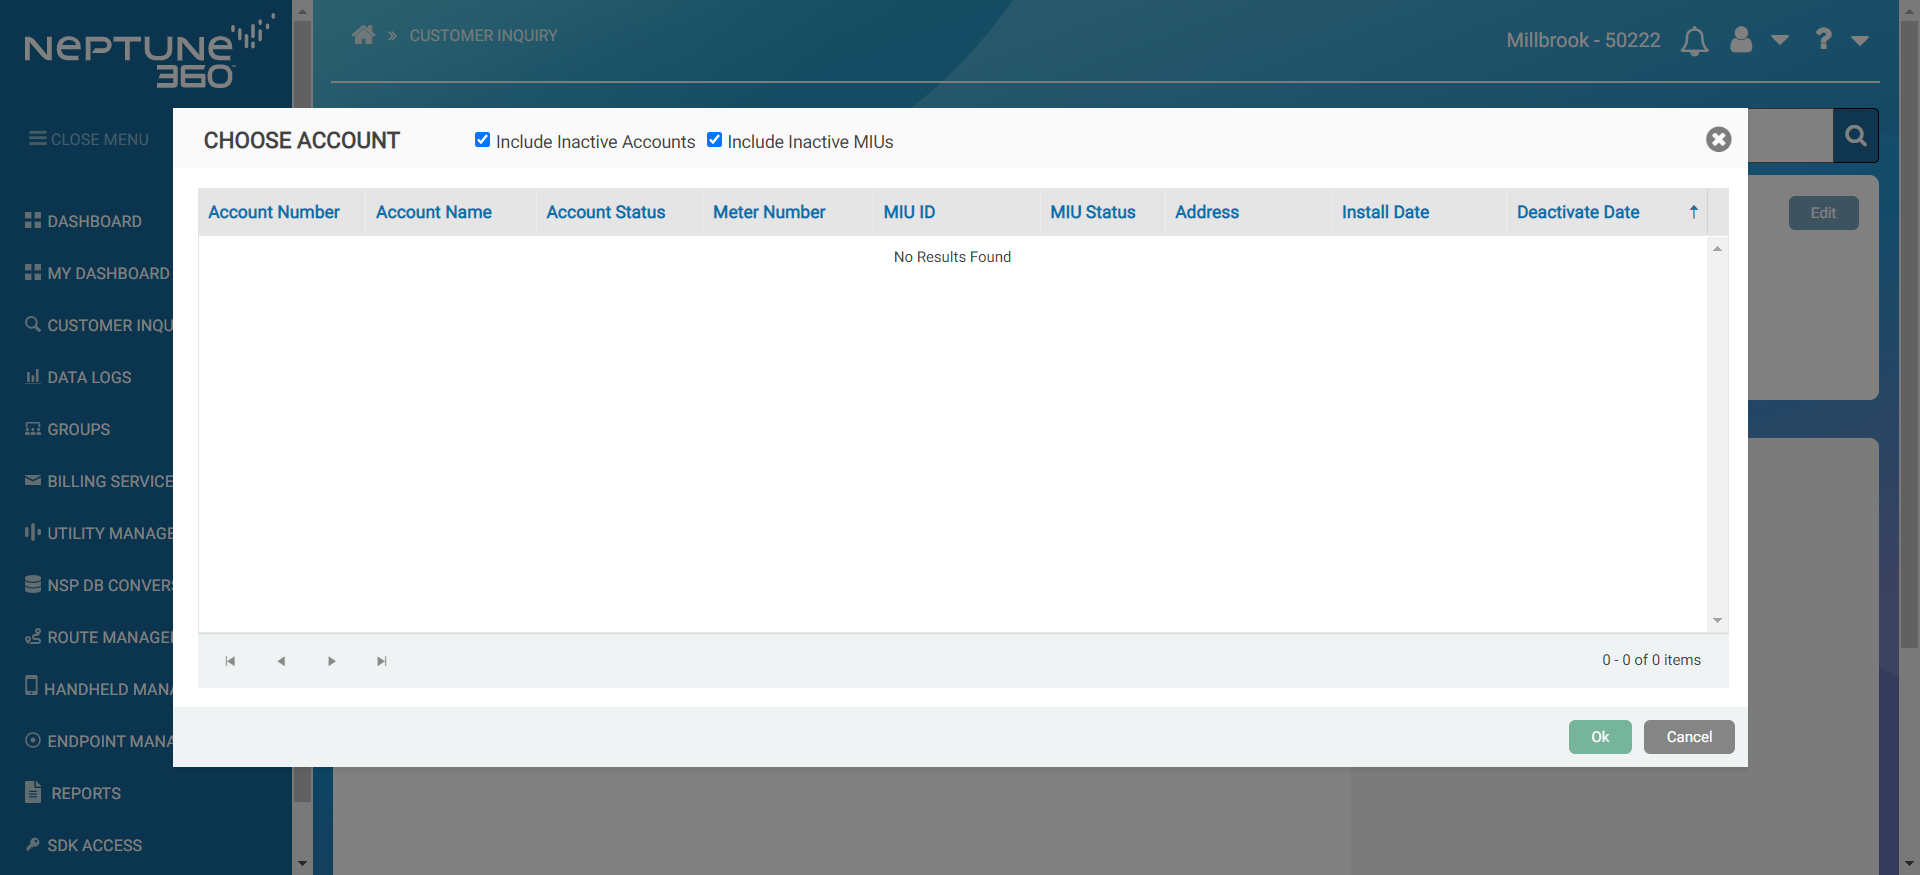 NEPTUNE
360
» CUSTOMER INQUIRY
Millbrook - 50222
CLOSE MENU
DASHBOARD
MY DASHBOARD
CUSTOMER INQU
DATA LOGS
GROUPS
BILLING SERVICE
UTILITY MANAGE
NSP DB CONVERS
ROUTE MANAGE
HANDHELD MANA
ENDPOINT MANA
REPORTS
SDK ACCESS
CHOOSE ACCOUNT
Include Inactive Accounts
Include Inactive MIUs
Edit
Account Number Account Name Account Status Meter Number MIU ID MIU Status Address Install Date Deactivate Date
No Results Found
0 - 0 of 0 items
Ok
Cancel